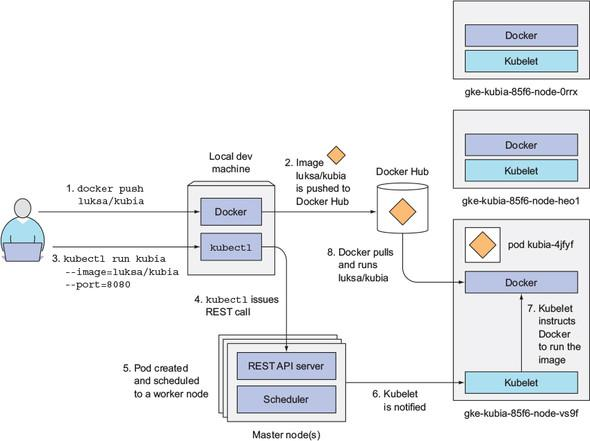 Docker
Kubelet
gke-kubia-85f6-node-0rrx
Docker
Kubelet
gke-kubia-85f6-node-heo1
Local dev
machine
2. Image
luksa/kubia
is pushed to
Docker Hub
Docker Hub
1. docker push
luksa/kubia
Docker
kubectl
3. kubectl run kubia
--image=luksa/kubia
--port=8080
4. kubectl issues
REST call
8. Docker pulls
and runs
luksa/kubia
pod kubia-4jfyf
Docker
7. Kubelet
instructs
Docker
to run the
image
Kubelet
gke-kubia-85f6-node-vs9f
5. Pod created
and scheduled
to a worker node
REST API server
Scheduler
Master node(s)
6. Kubelet
is notified